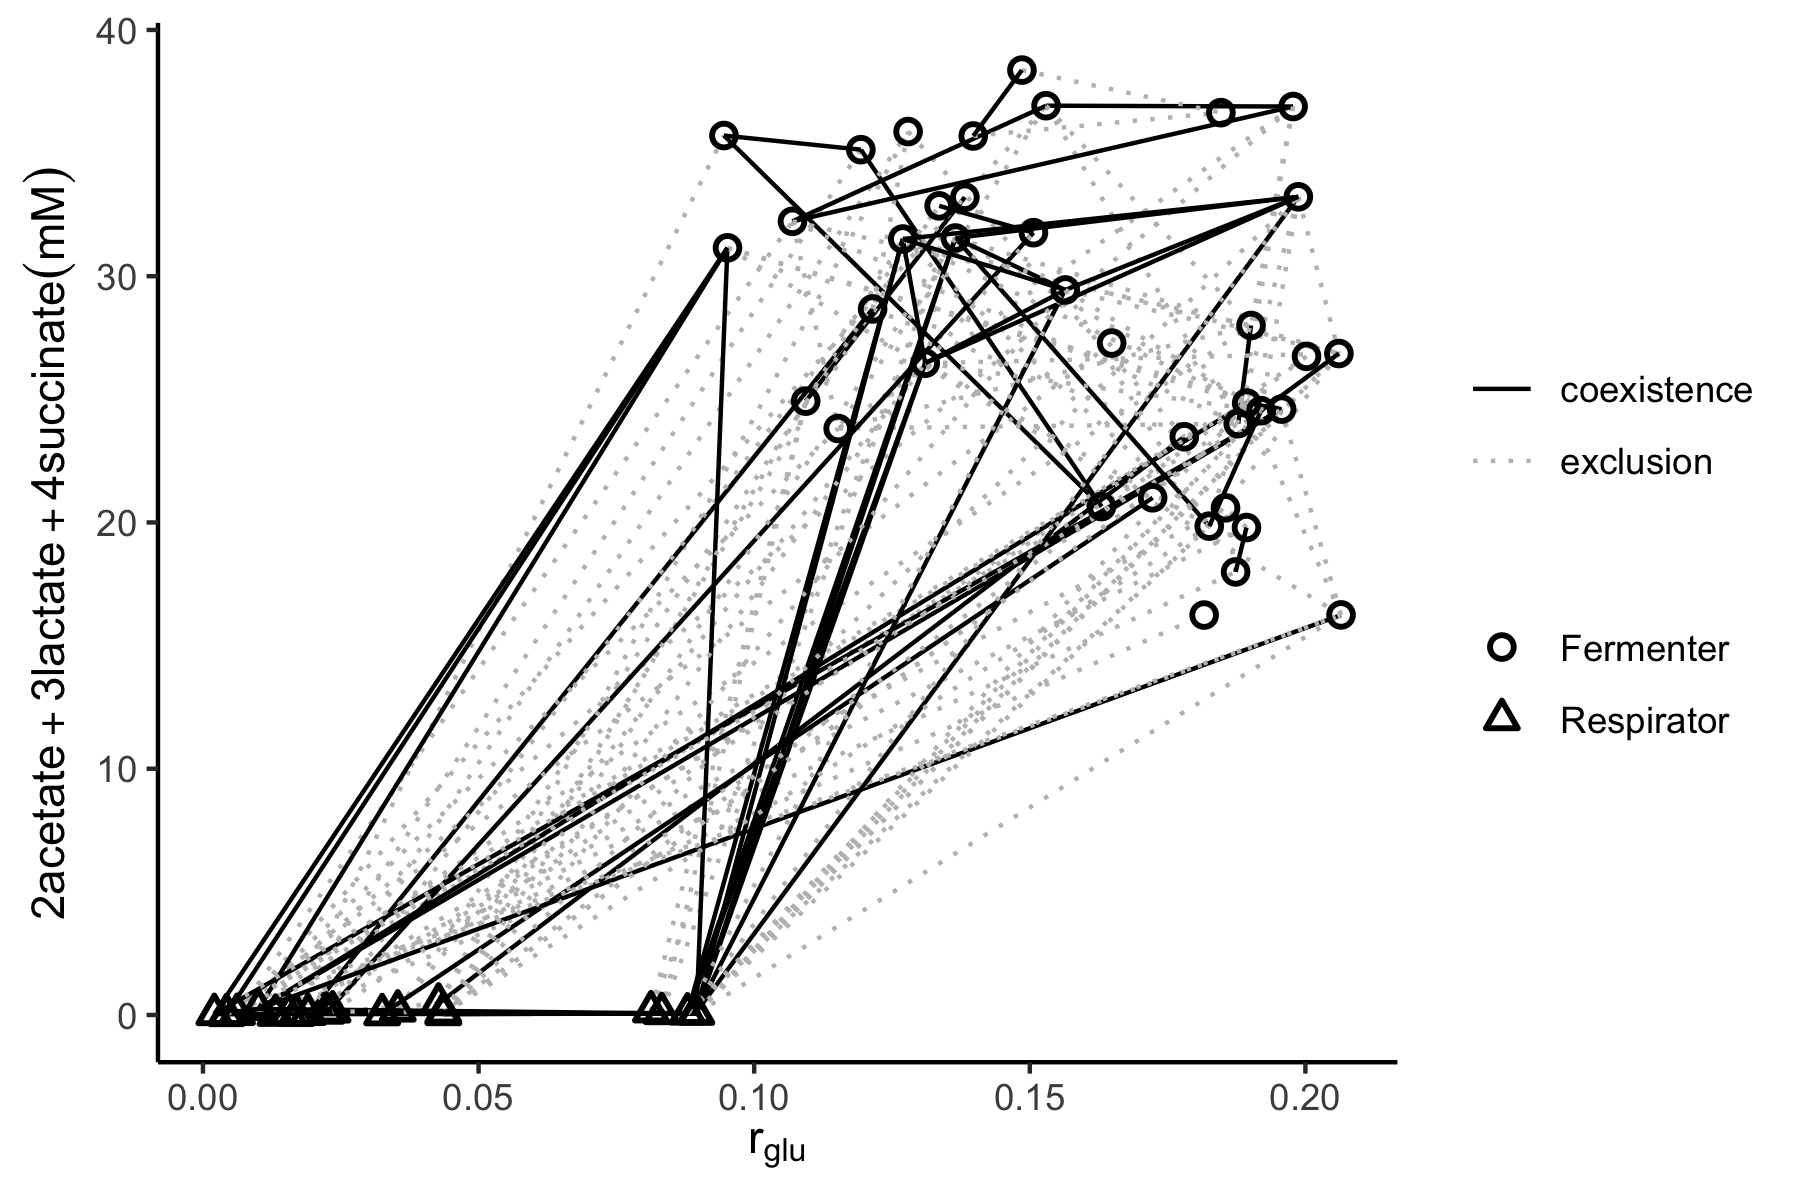 2acetate + 3lactate + 4succinate(mM)
40
30
20
10
0
0.00 0.05 0.10 0.15 0.20
rglu
coexistence
exclusion
Fermenter
Respirator